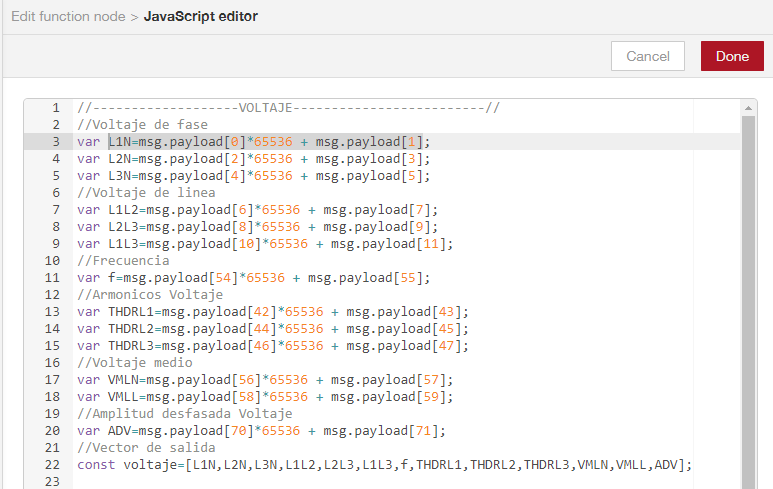 Edit function node > JavaScript editor
Cancel
Done
1 //-------------------VOLTAJE-------------------------//
2 //Voltaje de fase
3 var L1N=msg.payload[0]*65536 + msg.payload[1];
4 var L2N=msg.payload[2]*65536 + msg.payload[3];
5 var L3N=msg.payload[4]*65536 + msg.payload[5];
6 //Voltaje de linea
7 var L1L2=msg.payload[6]*65536 + msg.payload[7];
8 var L2L3=msg.payload[8]*65536 + msg.payload[9];
9 var L1L3=msg.payload[10]*65536 + msg.payload[11];
10 //Frecuencia
11 var f=msg.payload[54]*65536 + msg.payload[55];
12 //Armonicos Voltaje
13 var THDRL1=msg.payload[42]*65536 + msg.payload[43];
14 var THDRL2=msg.payload[44]*65536 + msg.payload[45];
15 var THDRL3=msg.payload[46]*65536 + msg.payload[47];
16 //Voltaje medio
17 var VMLN=msg.payload[56]*65536 + msg.payload[57];
18 var VMLL=msg.payload[58]*65536 + msg.payload[59];
19 //Amplitud desfasada Voltaje
20 var ADV=msg.payload[70]*65536 + msg.payload[71];
21 //Vector de salida
22 const voltaje=[L1N,L2N,L3N,L1L2,L2L3,L1L3,f,THDRL1,THDRL2,THDRL3,VMLN,VMLL,ADV];
23